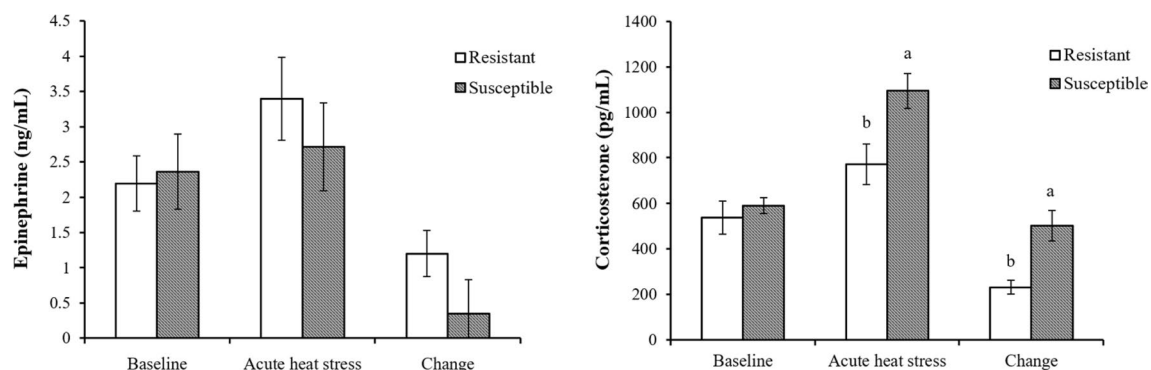 4.5
4
3.5
3
2.5
2
1.5
1
0.5
0
Epinephrine (ng/mL)
Resistant
Susceptible
Baseline
Acute heat stress
Change
1400
1200
1000
800
600
400
200
0
Corticosterone (pg/mL)
Resistant
Susceptible
b
a
b
a
Baseline
Acute heat stress
Change